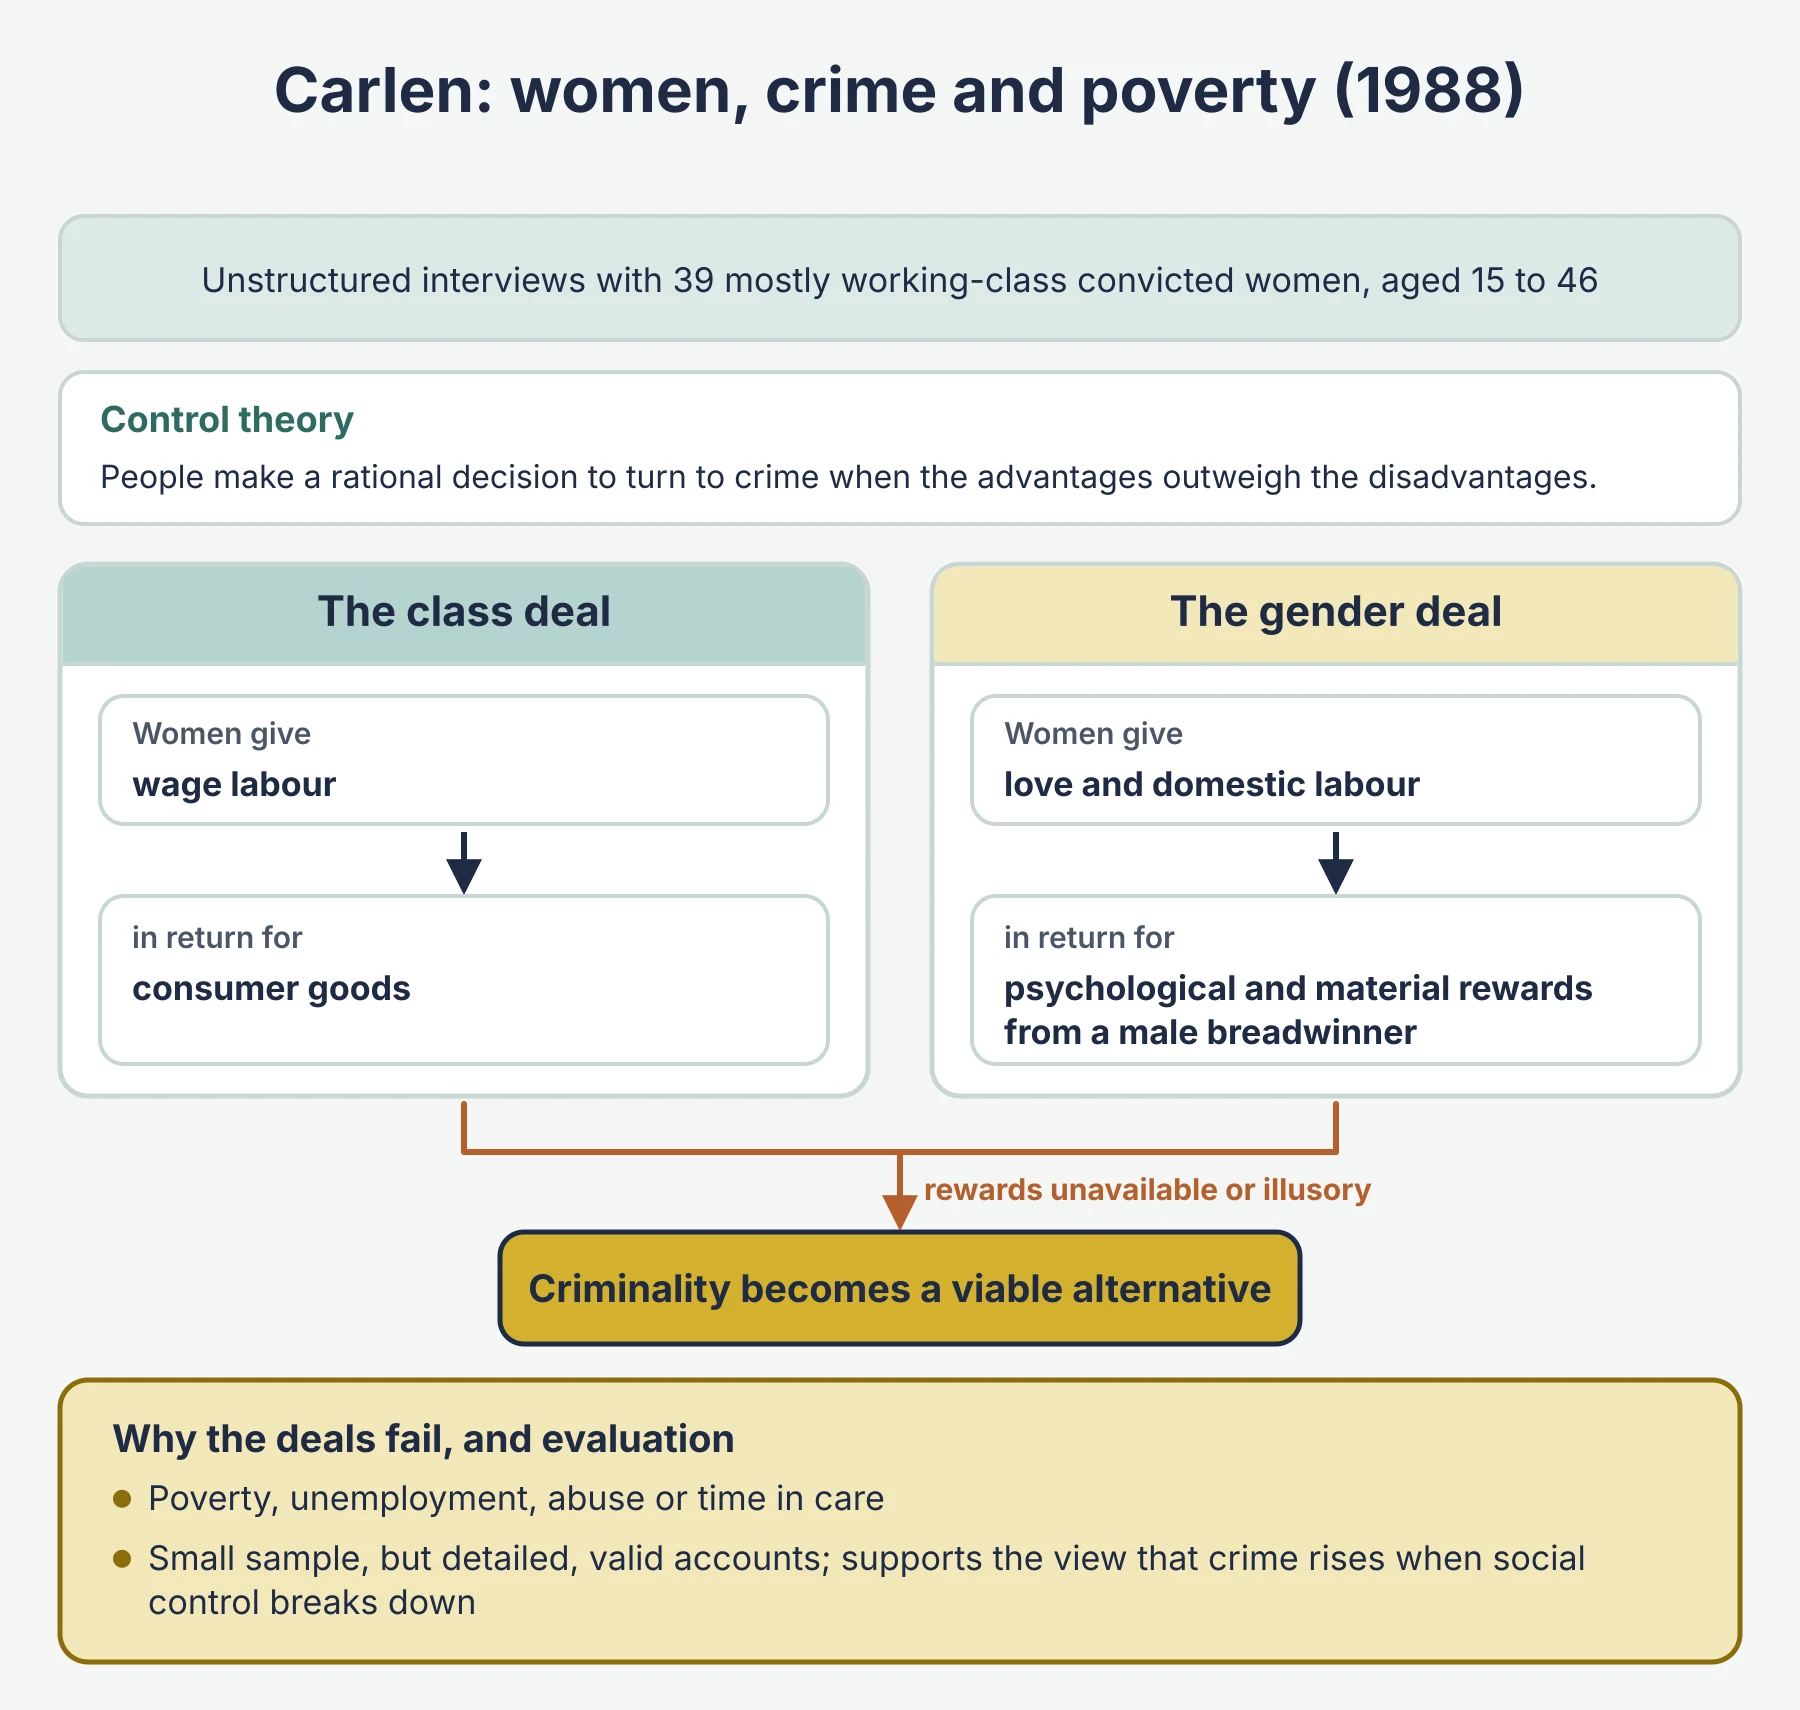 Carlen: women, crime and poverty (1988)
Unstructured interviews with 39 mostly working-class convicted women, aged 15 to 46
Control theory
People make a rational decision to turn to crime when the advantages outweigh the disadvantages.
The class deal
Women give
wage labour
in return for
consumer goods
The gender deal
Women give
love and domestic labour
in return for
psychological and material rewards
from a male breadwinner
rewards unavailable or illusory
Criminality becomes a viable alternative
Why the deals fail, and evaluation
Poverty, unemployment, abuse or time in care
Small sample, but detailed, valid accounts; supports the view that crime rises when social
control breaks down